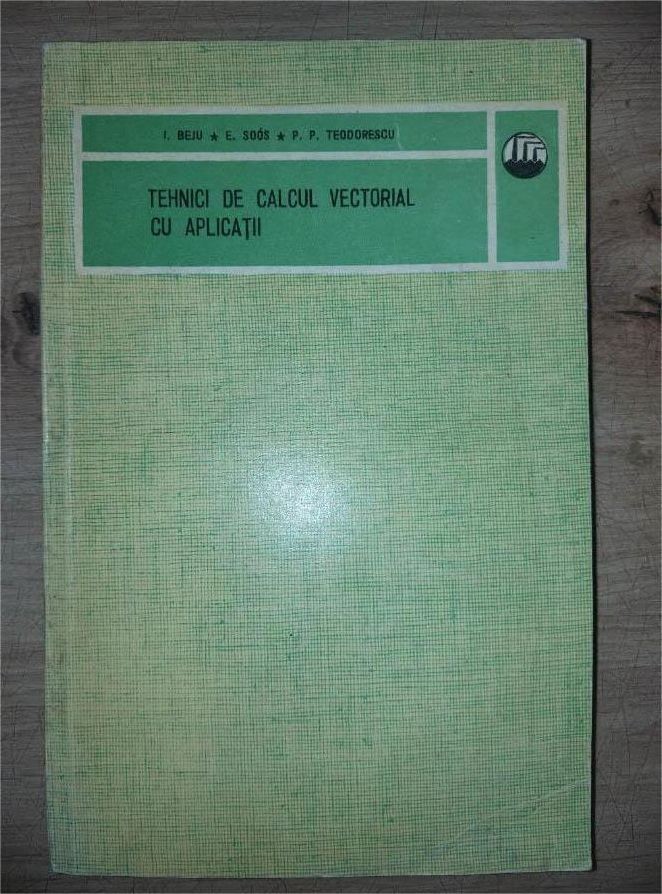 I. BEJU ★ E. SOÓS ★ P. P. TEODORESCU
TEHNICI DE CALCUL VECTORIAL
CU APLICAȚII